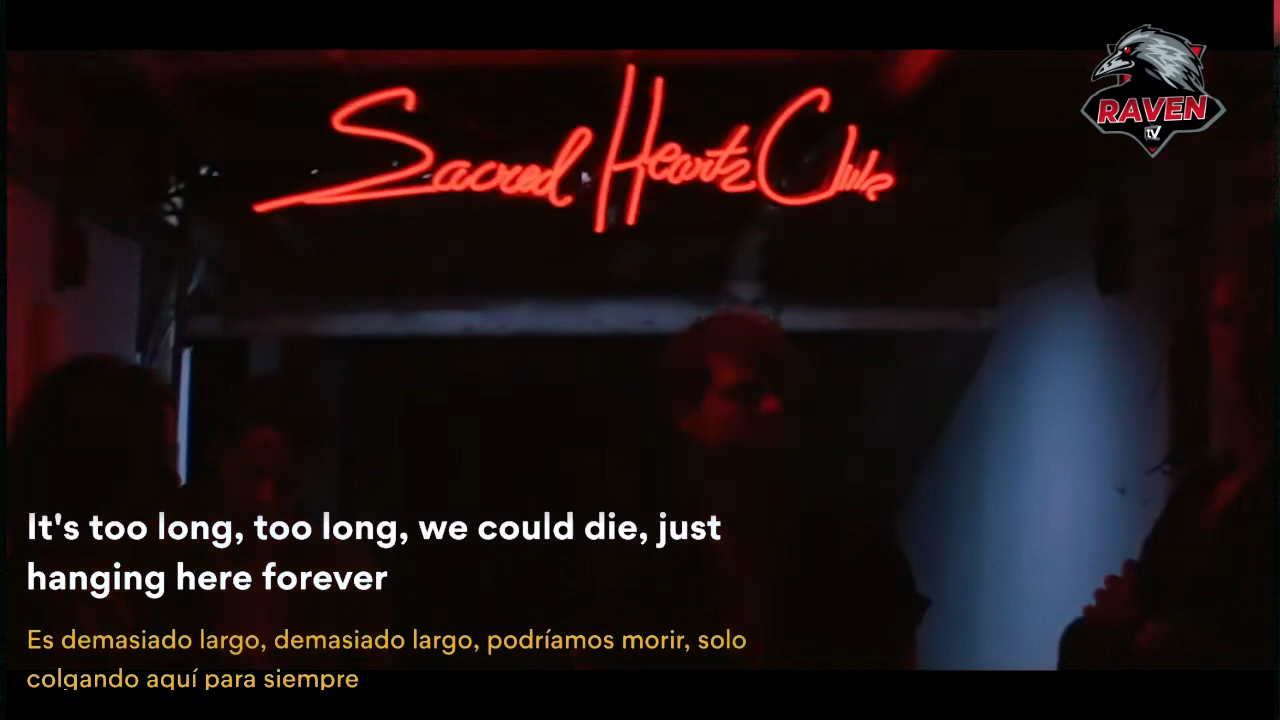 Sacred Hearts Club
RAVEN
tv
It's too long, too long, we could die, just
hanging here forever
Es demasiado largo, demasiado largo, podríamos morir, solo
colgando aquí para siempre